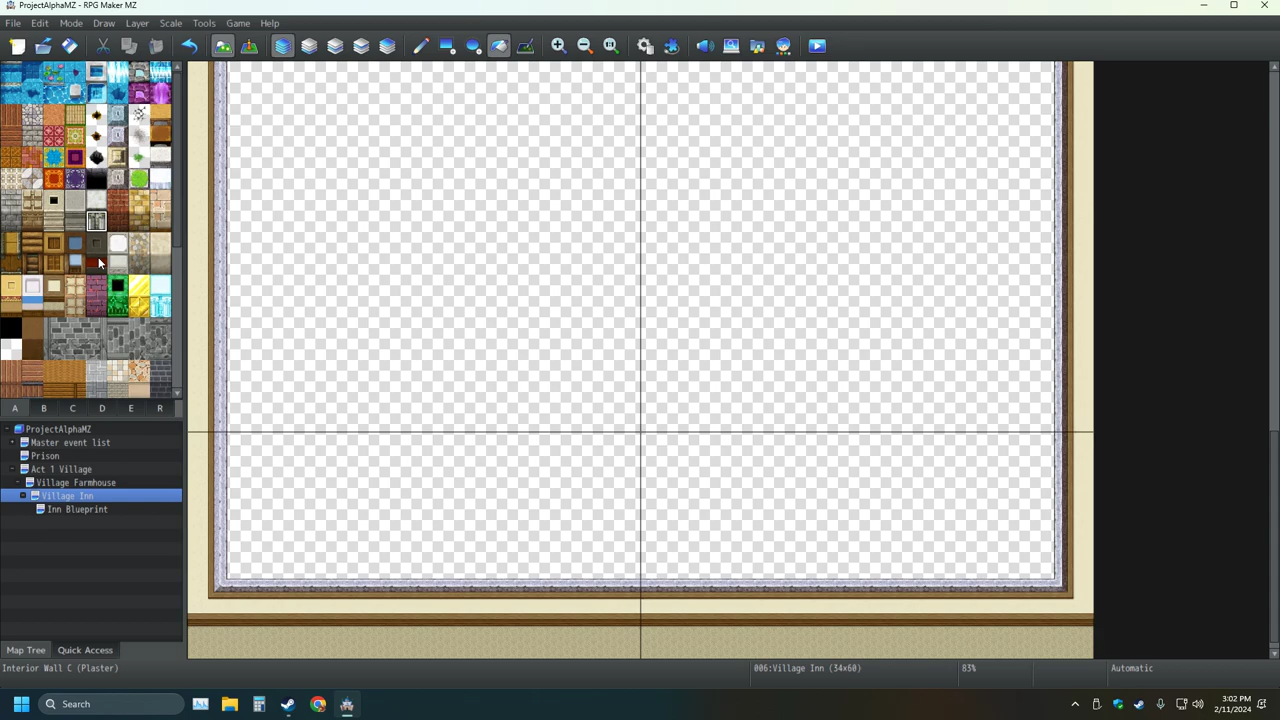 ProjectAlphaMZ - RPG Maker MZ
File Edit Mode Draw Layer Scale Tools Game Help
A B C D E R
ProjectAlphaMZ
Master event list
Prison
Act 1 Village
Village Farmhouse
Village Inn
Inn Blueprint
Map Tree Quick Access
Interior Wall C (Plaster) 006:Village Inn (34x60) 83% Automatic
Search
3:02 PM
2/11/2024